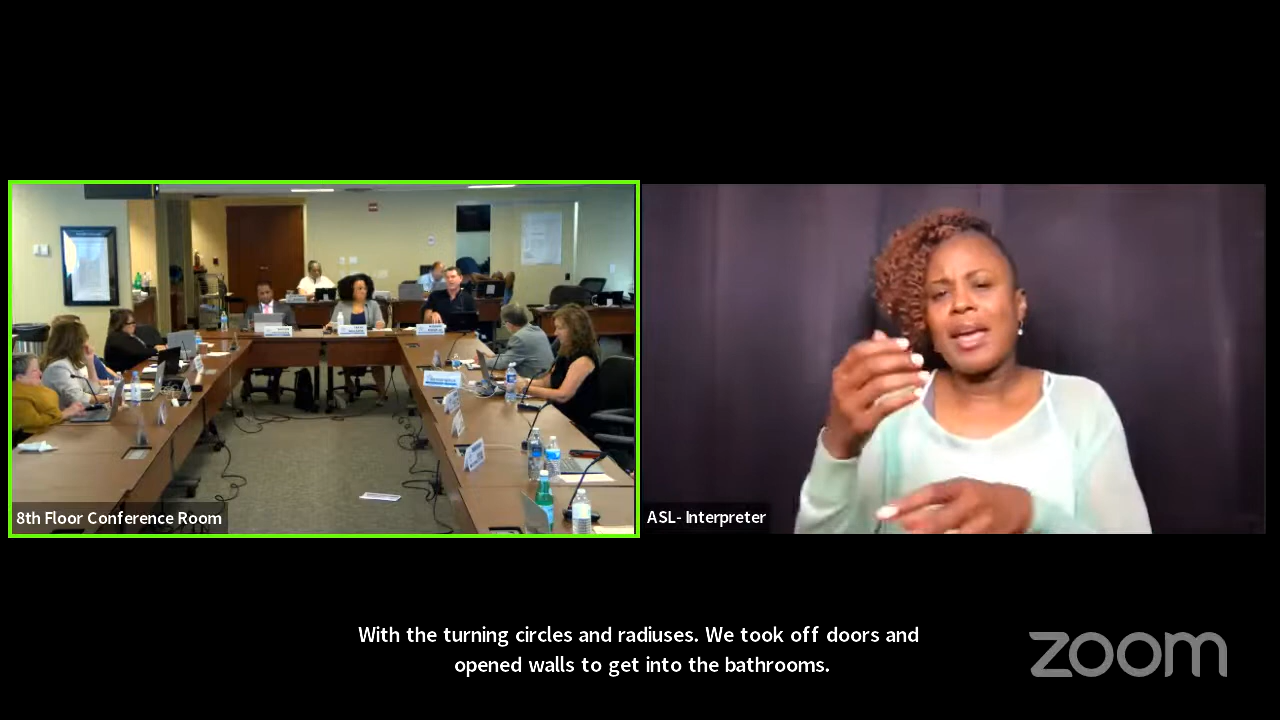 8th Floor Conference Room
ASL- Interpreter
With the turning circles and radiuses. We took off doors and
opened walls to get into the bathrooms.
zoom